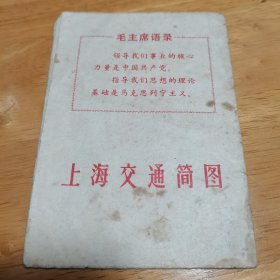 毛主席语录
领导我们事业的核心
力量是中国共产党。
指导我们思想的理论
基础是马克思列宁主义。
上海交通简图